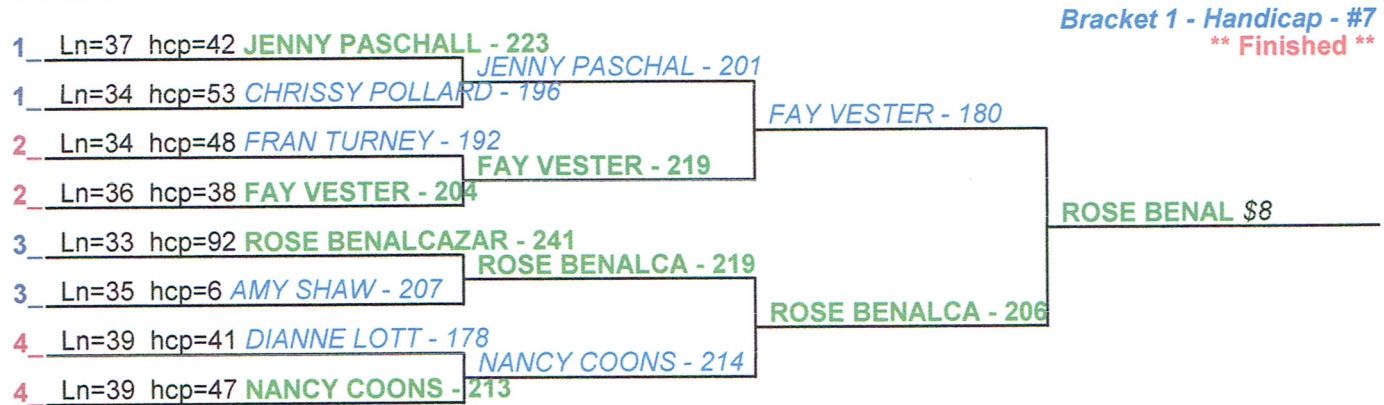 Bracket 1 - Handicap - #7
** Finished **
1_ Ln=37 hcp=42 JENNY PASCHALL - 223
JENNY PASCHAL - 201
1_ Ln=34 hcp=53 CHRISSY POLLARD - 196
FAY VESTER - 180
2_ Ln=34 hcp=48 FRAN TURNEY - 192
FAY VESTER - 219
2_ Ln=36 hcp=38 FAY VESTER - 204
ROSE BENAL $8
3_ Ln=33 hcp=92 ROSE BENALCAZAR - 241
ROSE BENALCA - 219
3_ Ln=35 hcp=6 AMY SHAW - 207
ROSE BENALCA - 206
4_ Ln=39 hcp=41 DIANNE LOTT - 178
NANCY COONS - 214
4_ Ln=39 hcp=47 NANCY COONS - 213